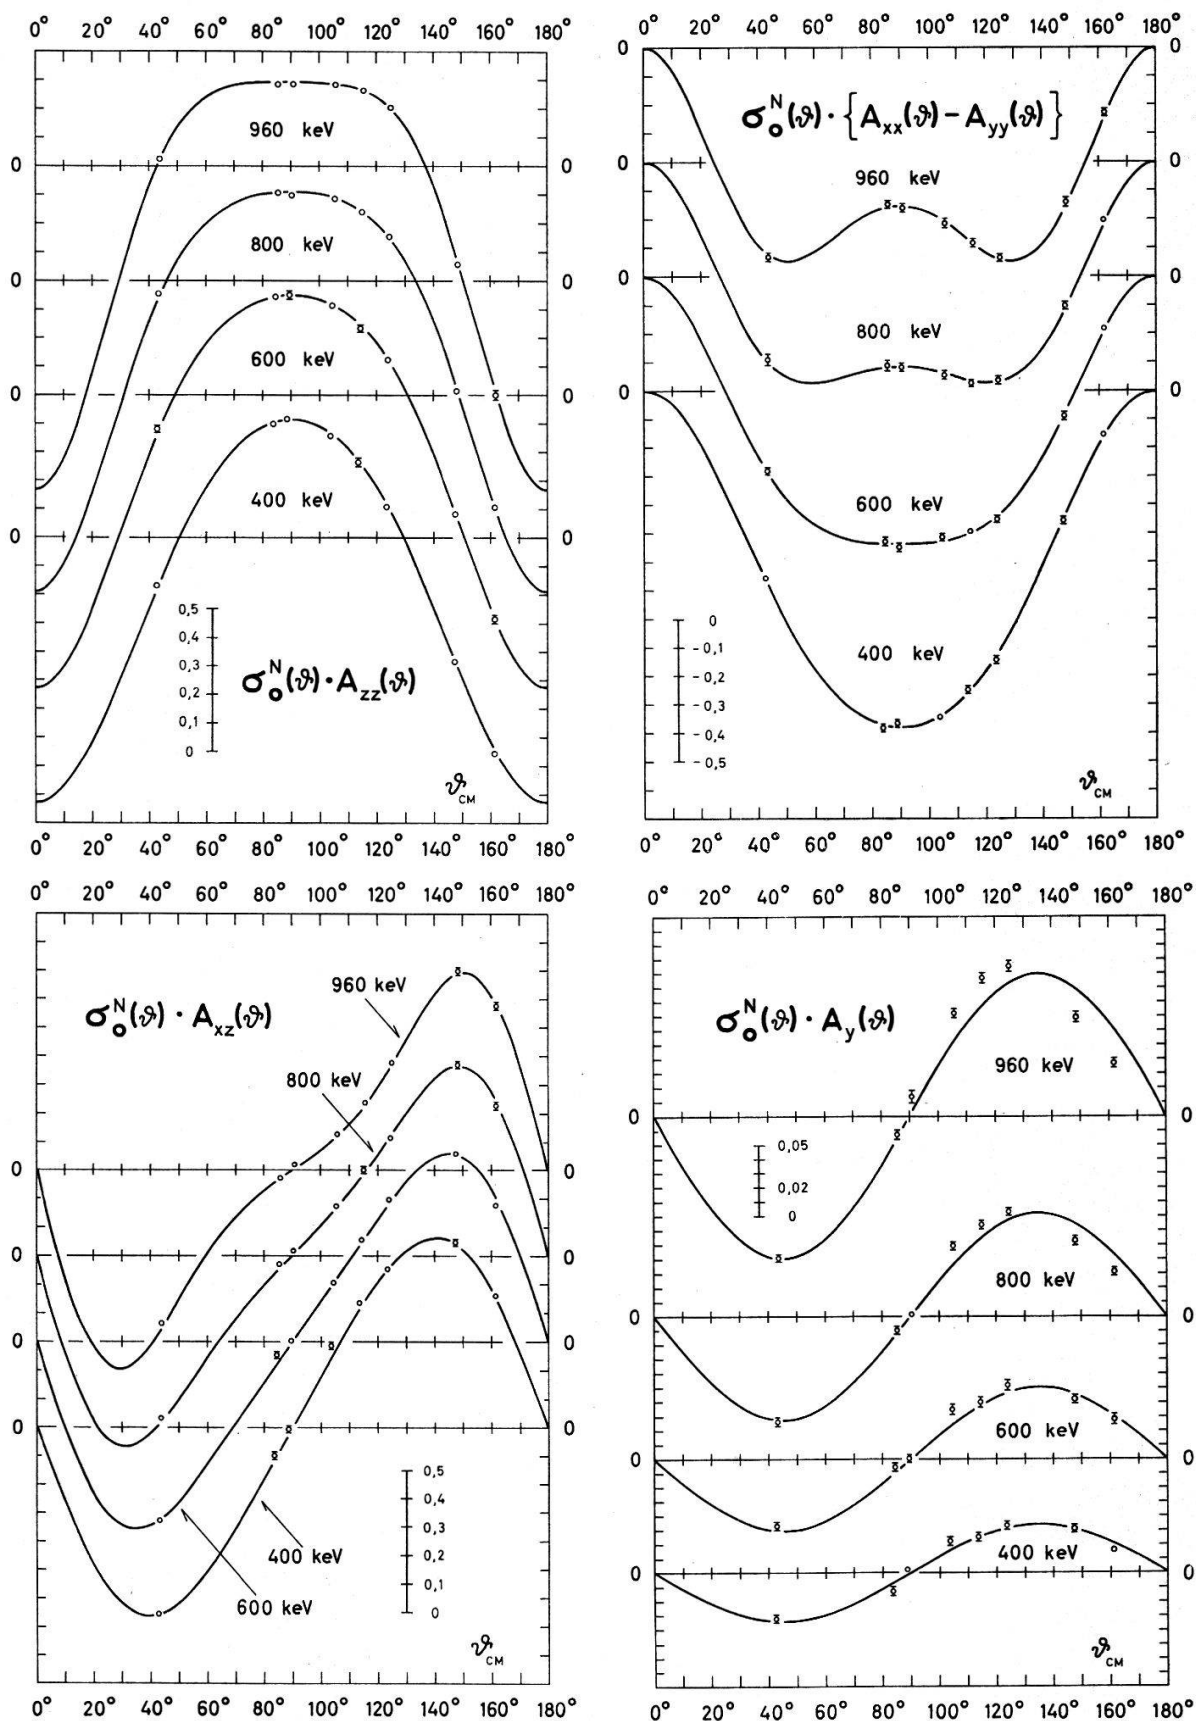 0° 20° 40° 60° 80° 100° 120° 140° 160° 180°
960 keV
0 0
800 keV
0 0
600 keV
0 0
400 keV
0 0
0,5
0,4
0,3
0,2
0,1
0
σ₀ᴺ(ϑ)·A_zz(ϑ)
ϑ_CM
0° 20° 40° 60° 80° 100° 120° 140° 160° 180°
0° 20° 40° 60° 80° 100° 120° 140° 160° 180°
0 0
σ₀ᴺ(ϑ)·{A_xx(ϑ)−A_yy(ϑ)}
0 0
960 keV
0 0
800 keV
0 0
600 keV
0
-0,1
-0,2
-0,3
-0,4
-0,5
400 keV
ϑ_CM
0° 20° 40° 60° 80° 100° 120° 140° 160° 180°
0° 20° 40° 60° 80° 100° 120° 140° 160° 180°
σ₀ᴺ(ϑ)·A_xz(ϑ)
960 keV
800 keV
0 0
0 0
0 0
0 0
0,5
0,4
0,3
0,2
0,1
0
400 keV
600 keV
ϑ_CM
0° 20° 40° 60° 80° 100° 120° 140° 160° 180°
0° 20° 40° 60° 80° 100° 120° 140° 160° 180°
σ₀ᴺ(ϑ)·A_y(ϑ)
960 keV
0 0
0,05
0,02
0
800 keV
0 0
600 keV
0 0
400 keV
0 0
ϑ_CM
0° 20° 40° 60° 80° 100° 120° 140° 160° 180°